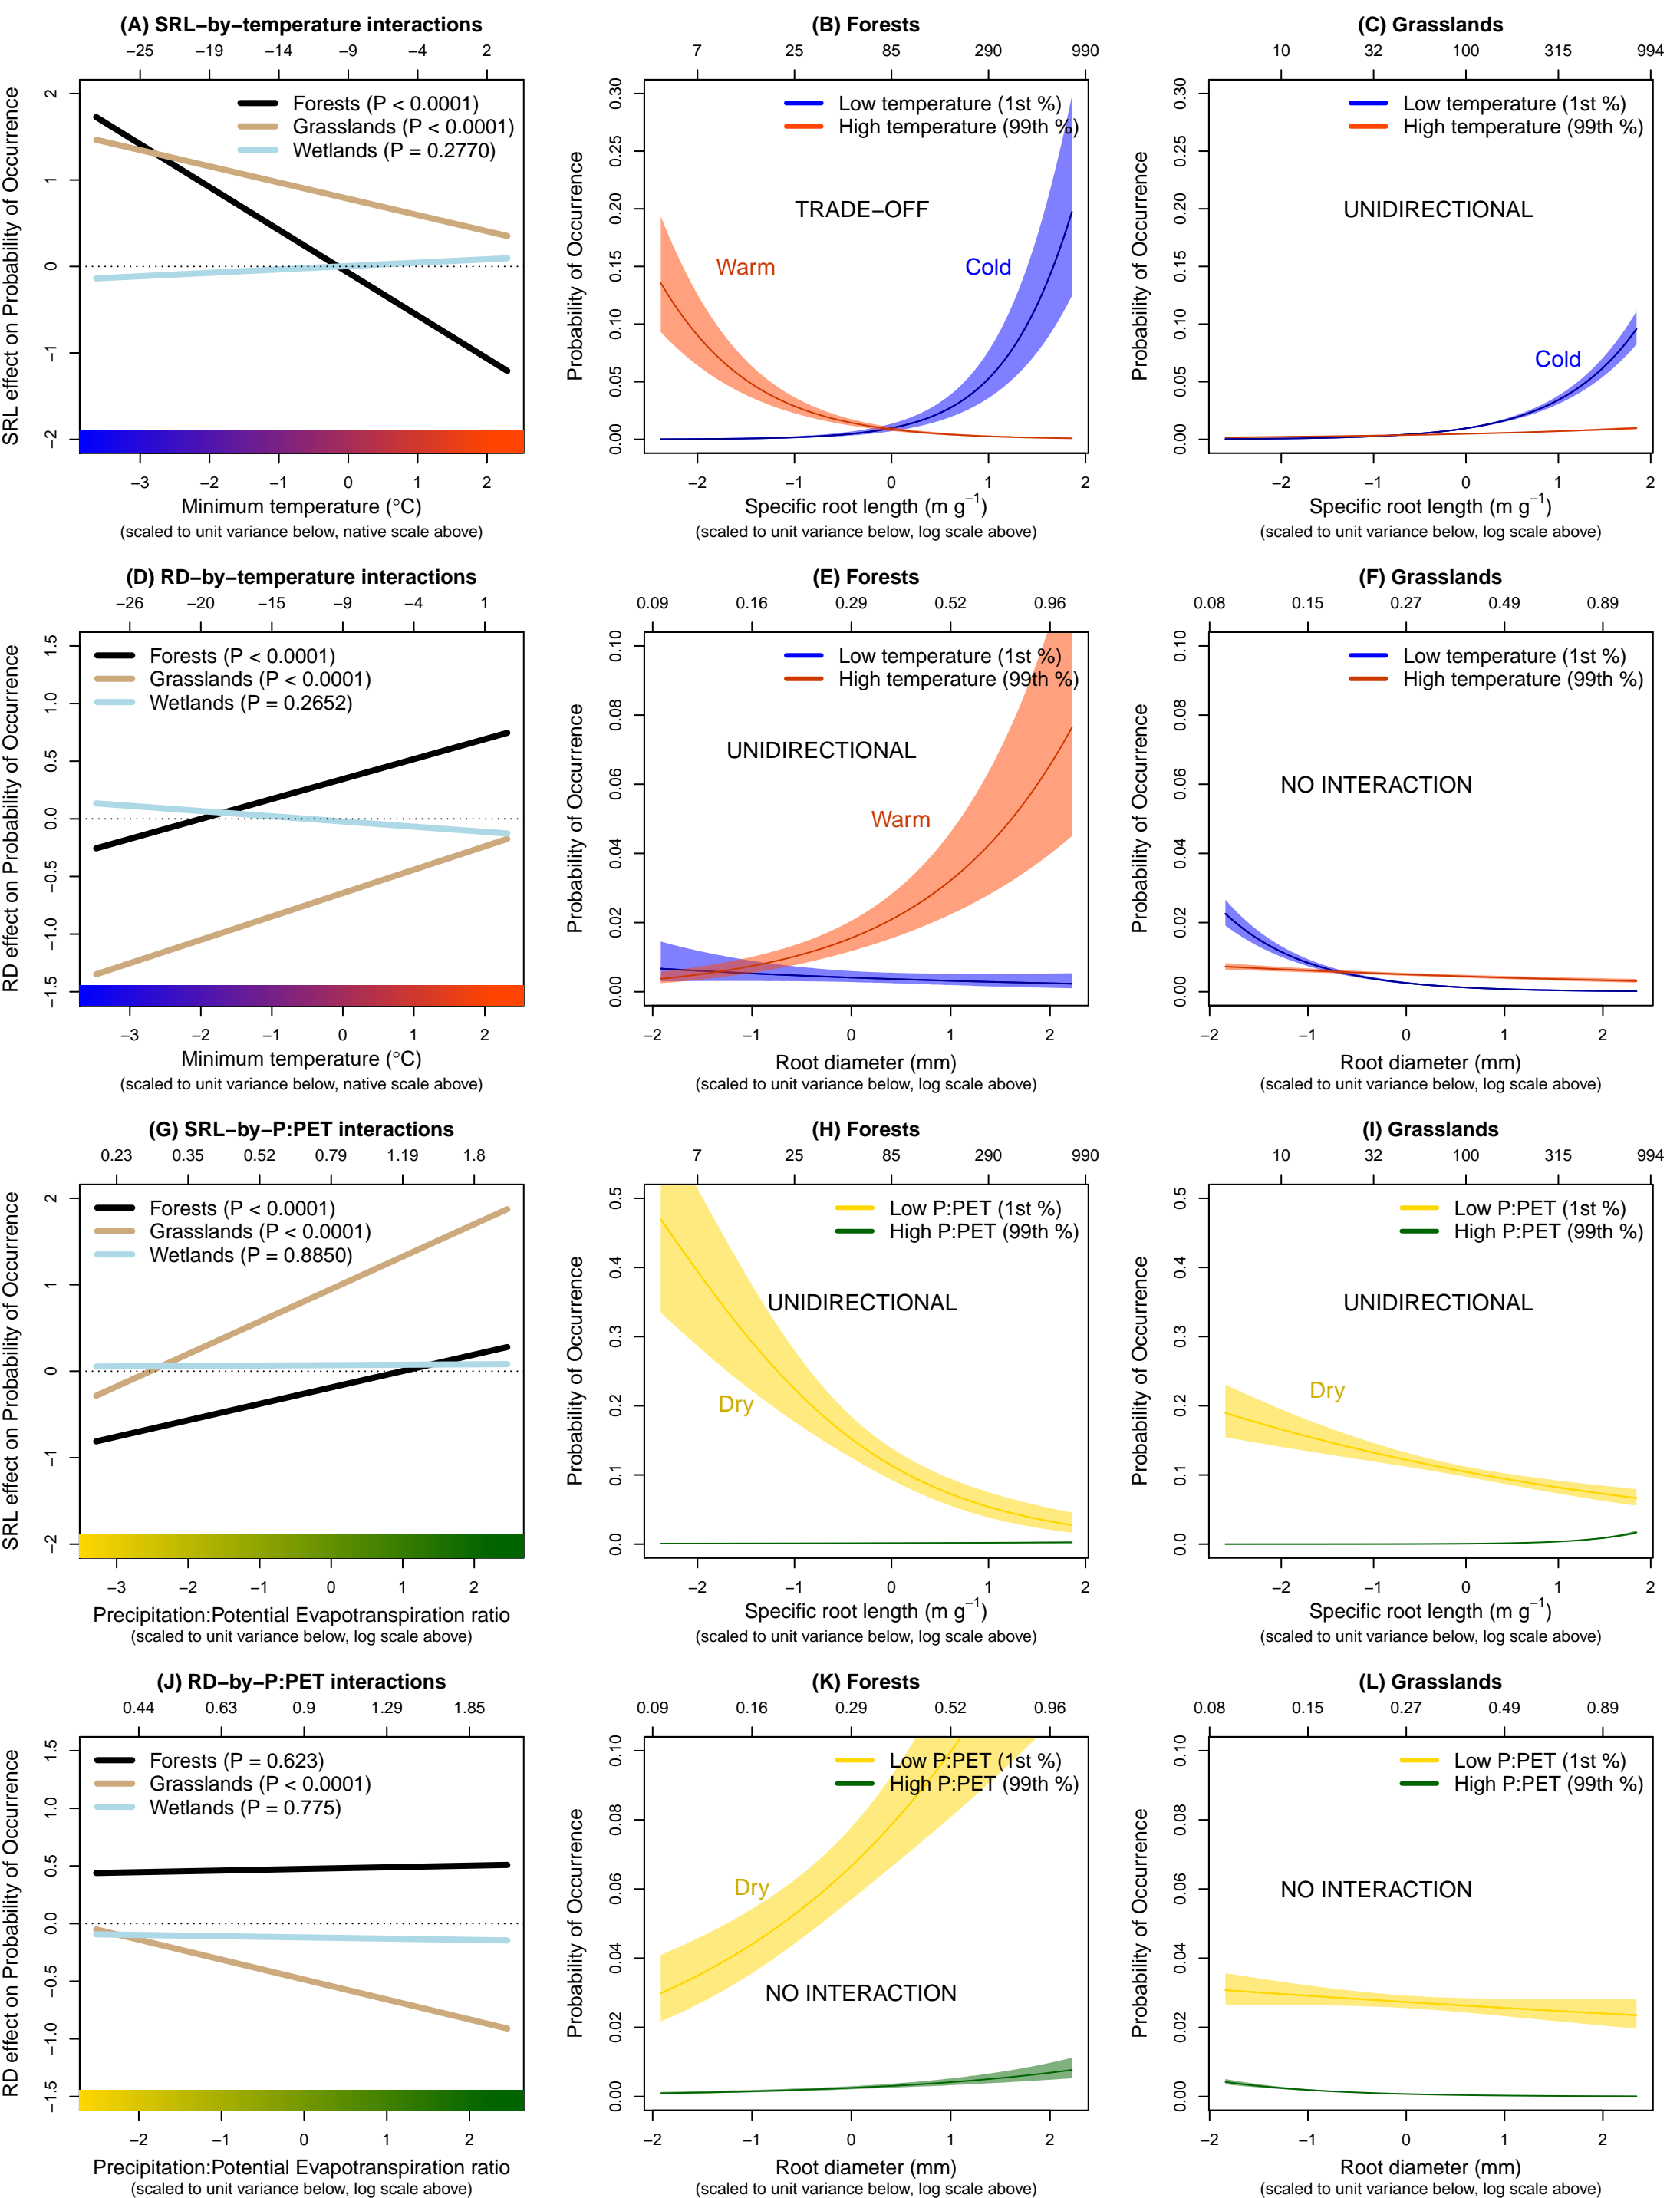 (A) SRL−by−temperature interactions
−25 −19 −14 −9 −4 2
SRL effect on Probability of Occurrence
2 1 0 −1 −2
Forests (P < 0.0001)
Grasslands (P < 0.0001)
Wetlands (P = 0.2770)
−3 −2 −1 0 1 2
Minimum temperature (°C)
(scaled to unit variance below, native scale above)
(B) Forests
7 25 85 290 990
Probability of Occurrence
0.30 0.25 0.20 0.15 0.10 0.05 0.00
Low temperature (1st %)
High temperature (99th %)
TRADE−OFF
Warm
Cold
−2 −1 0 1 2
Specific root length (m g−1)
(scaled to unit variance below, log scale above)
(C) Grasslands
10 32 100 315 994
Probability of Occurrence
0.30 0.25 0.20 0.15 0.10 0.05 0.00
Low temperature (1st %)
High temperature (99th %)
UNIDIRECTIONAL
Cold
−2 −1 0 1 2
Specific root length (m g−1)
(scaled to unit variance below, log scale above)
(D) RD−by−temperature interactions
−26 −20 −15 −9 −4 1
RD effect on Probability of Occurrence
1.5 1.0 0.5 0.0 −0.5 −1.0 −1.5
Forests (P < 0.0001)
Grasslands (P < 0.0001)
Wetlands (P = 0.2652)
−3 −2 −1 0 1 2
Minimum temperature (°C)
(scaled to unit variance below, native scale above)
(E) Forests
0.09 0.16 0.29 0.52 0.96
Probability of Occurrence
0.10 0.08 0.06 0.04 0.02 0.00
Low temperature (1st %)
High temperature (99th %)
UNIDIRECTIONAL
Warm
−2 −1 0 1 2
Root diameter (mm)
(scaled to unit variance below, log scale above)
(F) Grasslands
0.08 0.15 0.27 0.49 0.89
Probability of Occurrence
0.10 0.08 0.06 0.04 0.02 0.00
Low temperature (1st %)
High temperature (99th %)
NO INTERACTION
−2 −1 0 1 2
Root diameter (mm)
(scaled to unit variance below, log scale above)
(G) SRL−by−P:PET interactions
0.23 0.35 0.52 0.79 1.19 1.8
SRL effect on Probability of Occurrence
2 1 0 −1 −2
Forests (P < 0.0001)
Grasslands (P < 0.0001)
Wetlands (P = 0.8850)
−3 −2 −1 0 1 2
Precipitation:Potential Evapotranspiration ratio
(scaled to unit variance below, log scale above)
(H) Forests
7 25 85 290 990
Probability of Occurrence
0.5 0.4 0.3 0.2 0.1 0.0
Low P:PET (1st %)
High P:PET (99th %)
UNIDIRECTIONAL
Dry
−2 −1 0 1 2
Specific root length (m g−1)
(scaled to unit variance below, log scale above)
(I) Grasslands
10 32 100 315 994
Probability of Occurrence
0.5 0.4 0.3 0.2 0.1 0.0
Low P:PET (1st %)
High P:PET (99th %)
UNIDIRECTIONAL
Dry
−2 −1 0 1 2
Specific root length (m g−1)
(scaled to unit variance below, log scale above)
(J) RD−by−P:PET interactions
0.44 0.63 0.9 1.29 1.85
RD effect on Probability of Occurrence
1.5 1.0 0.5 0.0 −0.5 −1.0 −1.5
Forests (P = 0.623)
Grasslands (P < 0.0001)
Wetlands (P = 0.775)
−2 −1 0 1 2
Precipitation:Potential Evapotranspiration ratio
(scaled to unit variance below, log scale above)
(K) Forests
0.09 0.16 0.29 0.52 0.96
Probability of Occurrence
0.10 0.08 0.06 0.04 0.02 0.00
Low P:PET (1st %)
High P:PET (99th %)
Dry
NO INTERACTION
−2 −1 0 1 2
Root diameter (mm)
(scaled to unit variance below, log scale above)
(L) Grasslands
0.08 0.15 0.27 0.49 0.89
Probability of Occurrence
0.10 0.08 0.06 0.04 0.02 0.00
Low P:PET (1st %)
High P:PET (99th %)
NO INTERACTION
−2 −1 0 1 2
Root diameter (mm)
(scaled to unit variance below, log scale above)